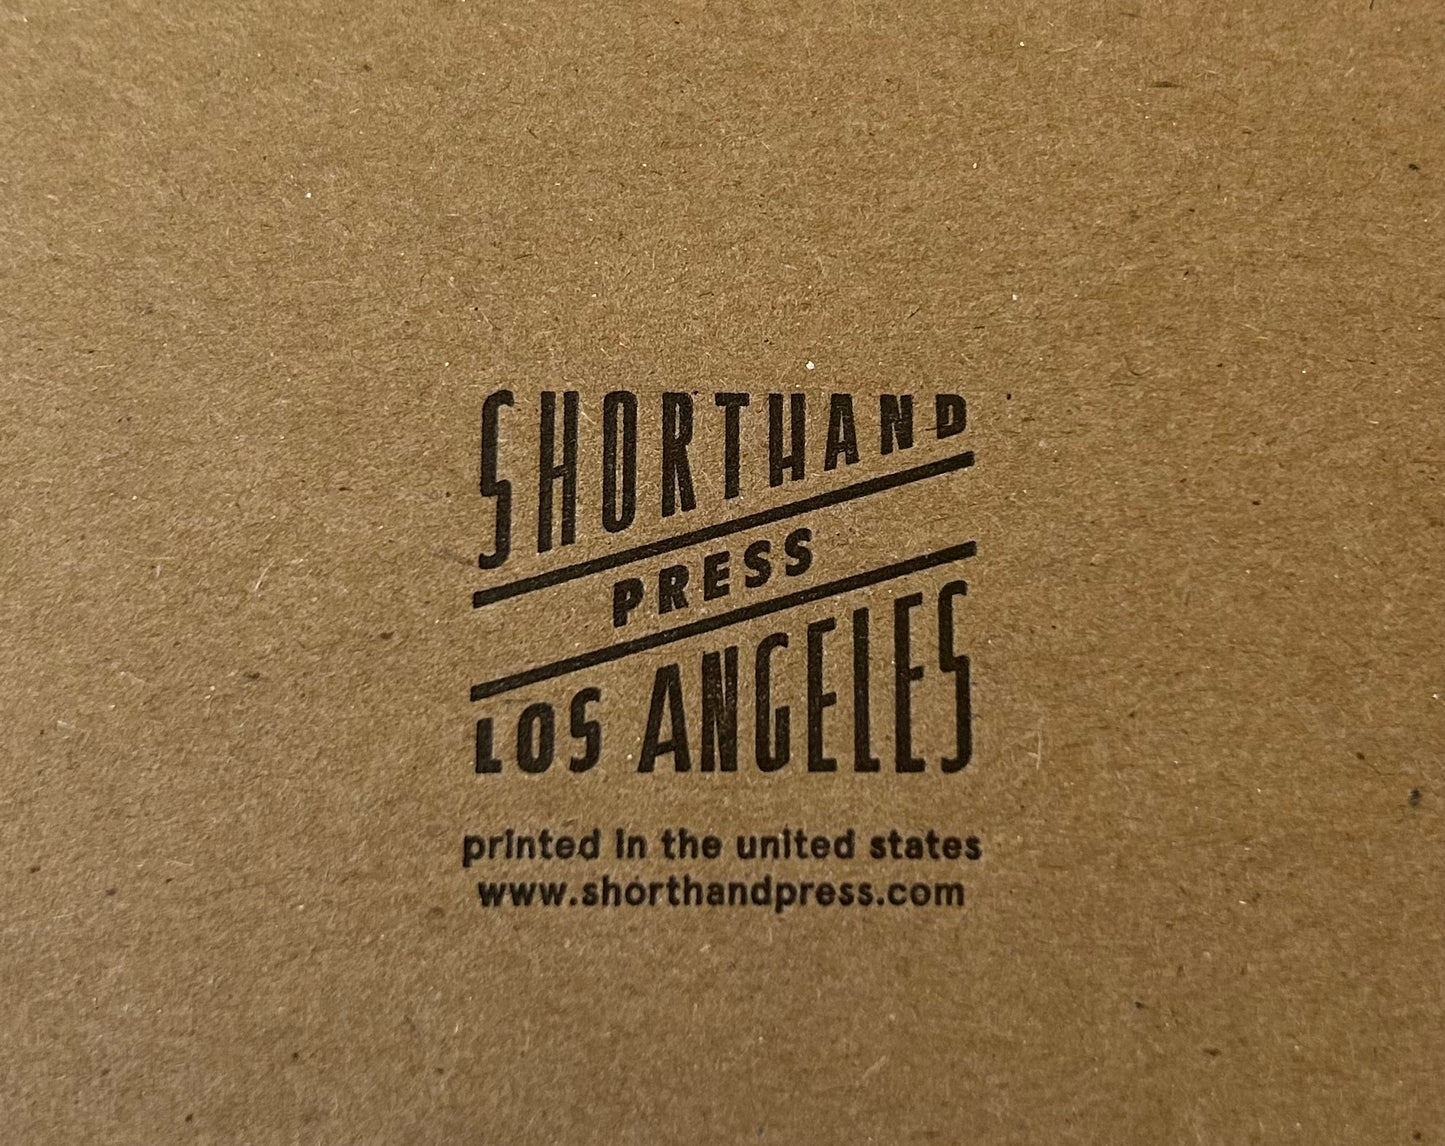 SHORTHAND
PRESS
LOS ANGELES
printed in the united states
www.shorthandpress.com